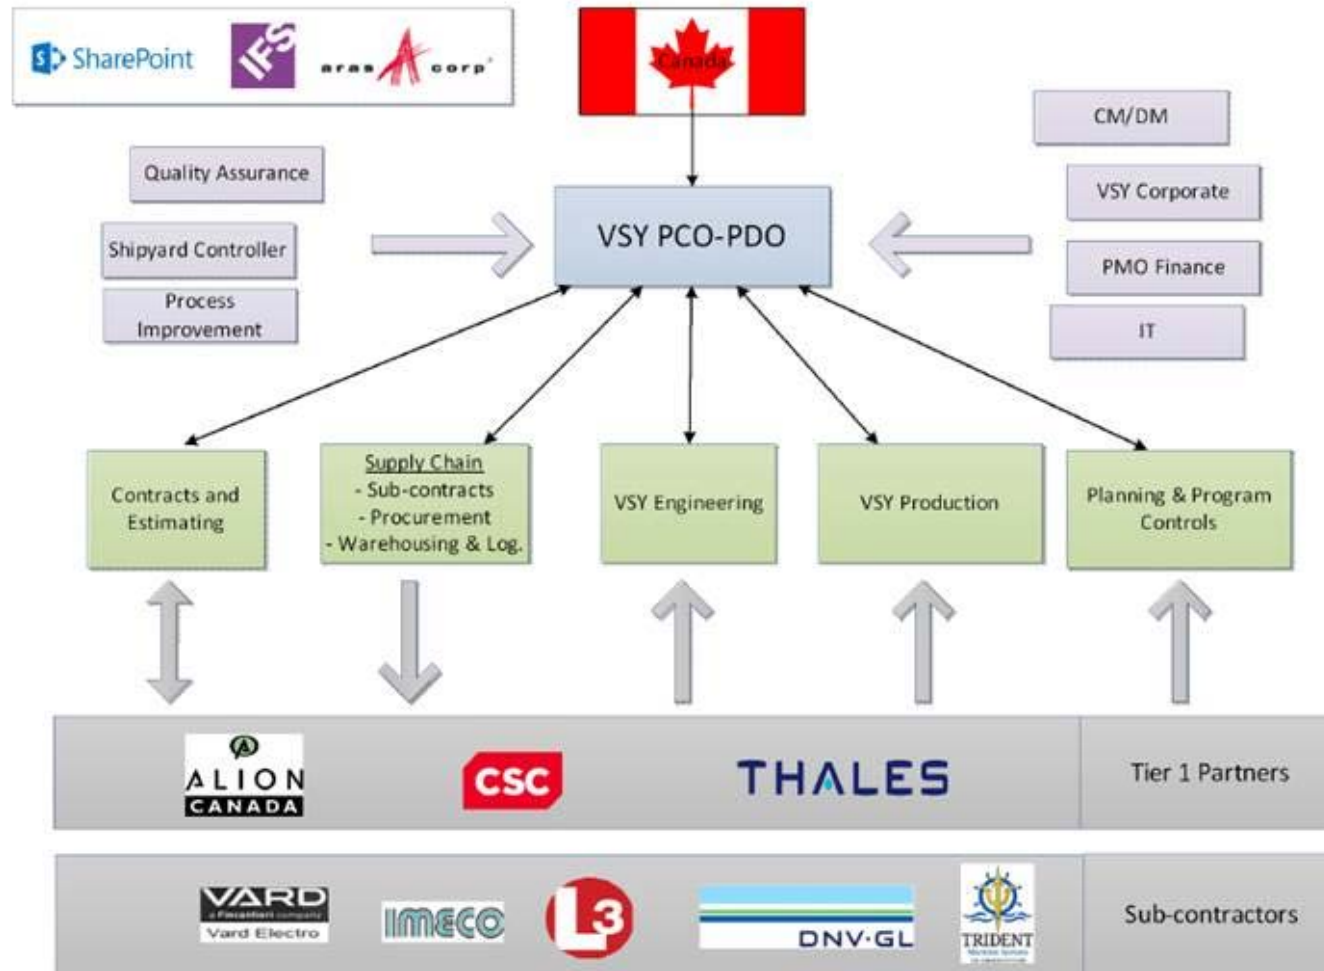 SharePoint
IFS
aras corp
Canada
CM/DM
Quality Assurance
VSY Corporate
VSY PCO-PDO
Shipyard Controller
PMO Finance
Process
Improvement
IT
Contracts and
Estimating
Supply Chain
- Sub-contracts
- Procurement
- Warehousing & Log.
VSY Engineering
VSY Production
Planning & Program
Controls
ALION
CANADA
CSC
THALES
Tier 1 Partners
VARD
a Fincantieri company
Vard Electro
IMECO
L3
DNV·GL
TRIDENT
Sub-contractors